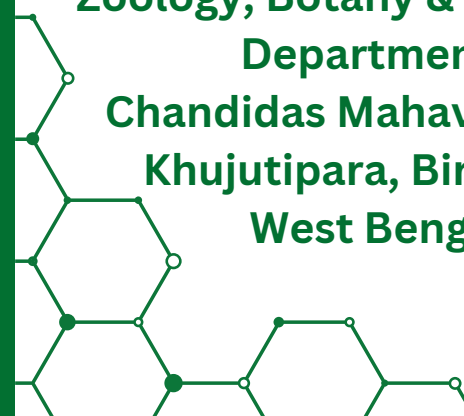 Zoology, Botany &
Departmen
Chandidas Mahav
Khujutipara, Bir
West Beng